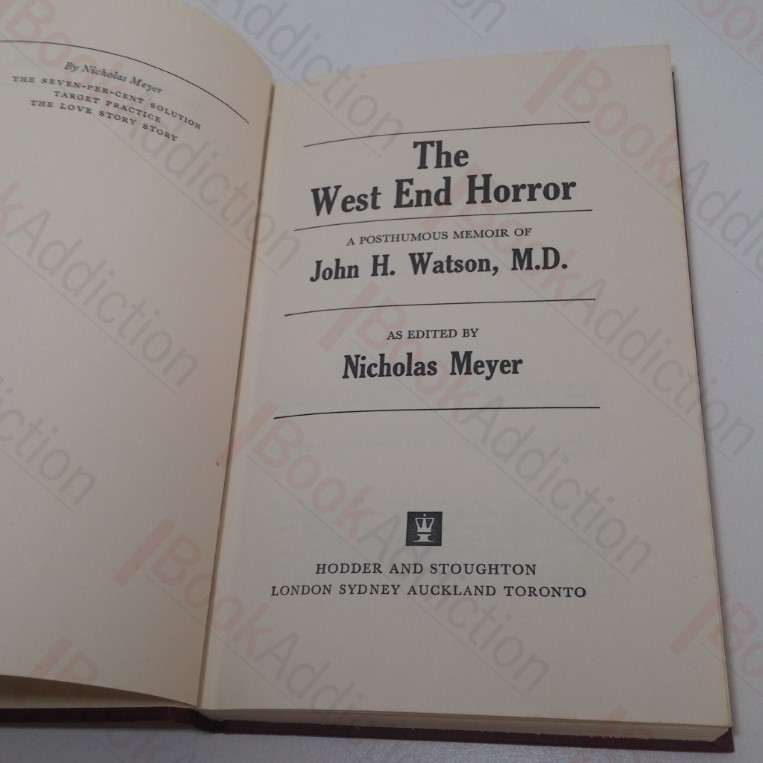 By Nicholas Meyer
THE SEVEN-PER-CENT SOLUTION
TARGET PRACTICE
THE LOVE STORY STORY
The
West End Horror
A POSTHUMOUS MEMOIR OF
John H. Watson, M.D.
AS EDITED BY
Nicholas Meyer
HODDER AND STOUGHTON
LONDON SYDNEY AUCKLAND TORONTO
BookAddiction